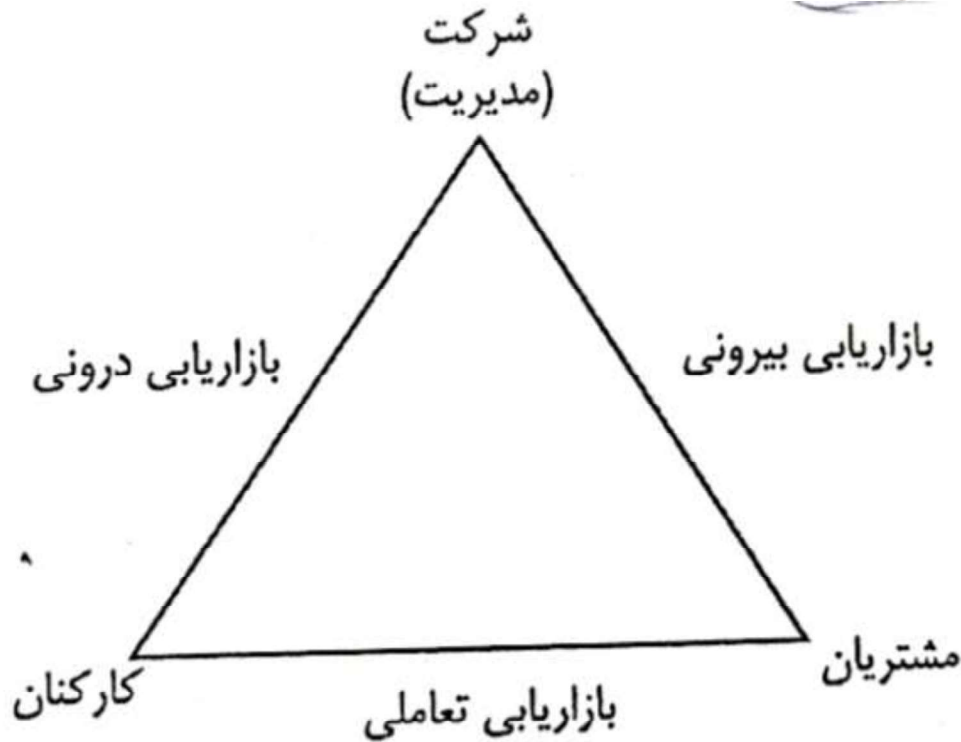 شرکت
(مدیریت)
بازاریابی بیرونی
بازاریابی درونی
مشتریان
کارکنان
بازاریابی تعاملی